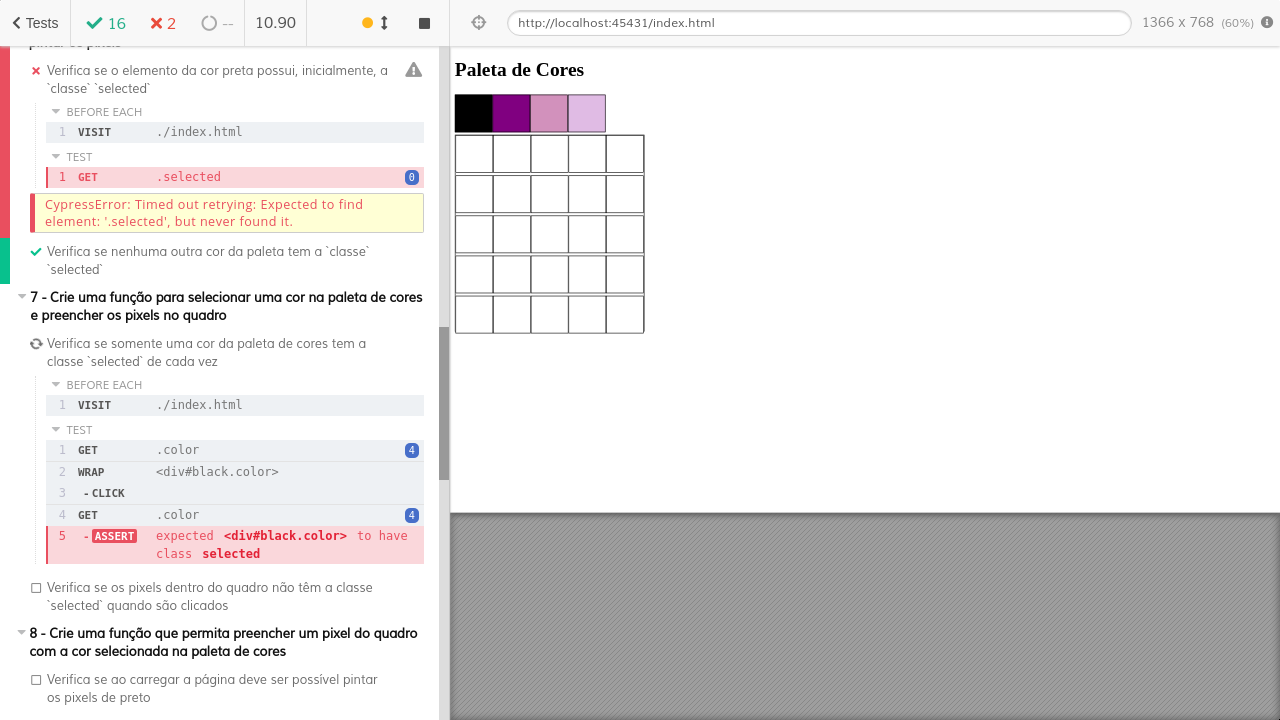 Tests
16
2
--
10.90
http://localhost:45431/index.html
1366 x 768 (60%)
Verifica se o elemento da cor preta possui, inicialmente, a
`classe` `selected`
BEFORE EACH
1 VISIT ./index.html
TEST
1 GET .selected 0
CypressError: Timed out retrying: Expected to find
element: '.selected', but never found it.
Verifica se nenhuma outra cor da paleta tem a `classe`
`selected`
7 - Crie uma função para selecionar uma cor na paleta de cores
e preencher os pixels no quadro
Verifica se somente uma cor da paleta de cores tem a
classe `selected` de cada vez
BEFORE EACH
1 VISIT ./index.html
TEST
1 GET .color 4
2 WRAP <div#black.color>
3 -CLICK
4 GET .color 4
5 -ASSERT expected <div#black.color> to have
class selected
Verifica se os pixels dentro do quadro não têm a classe
`selected` quando são clicados
8 - Crie uma função que permita preencher um pixel do quadro
com a cor selecionada na paleta de cores
Verifica se ao carregar a página deve ser possível pintar
os pixels de preto
Paleta de Cores